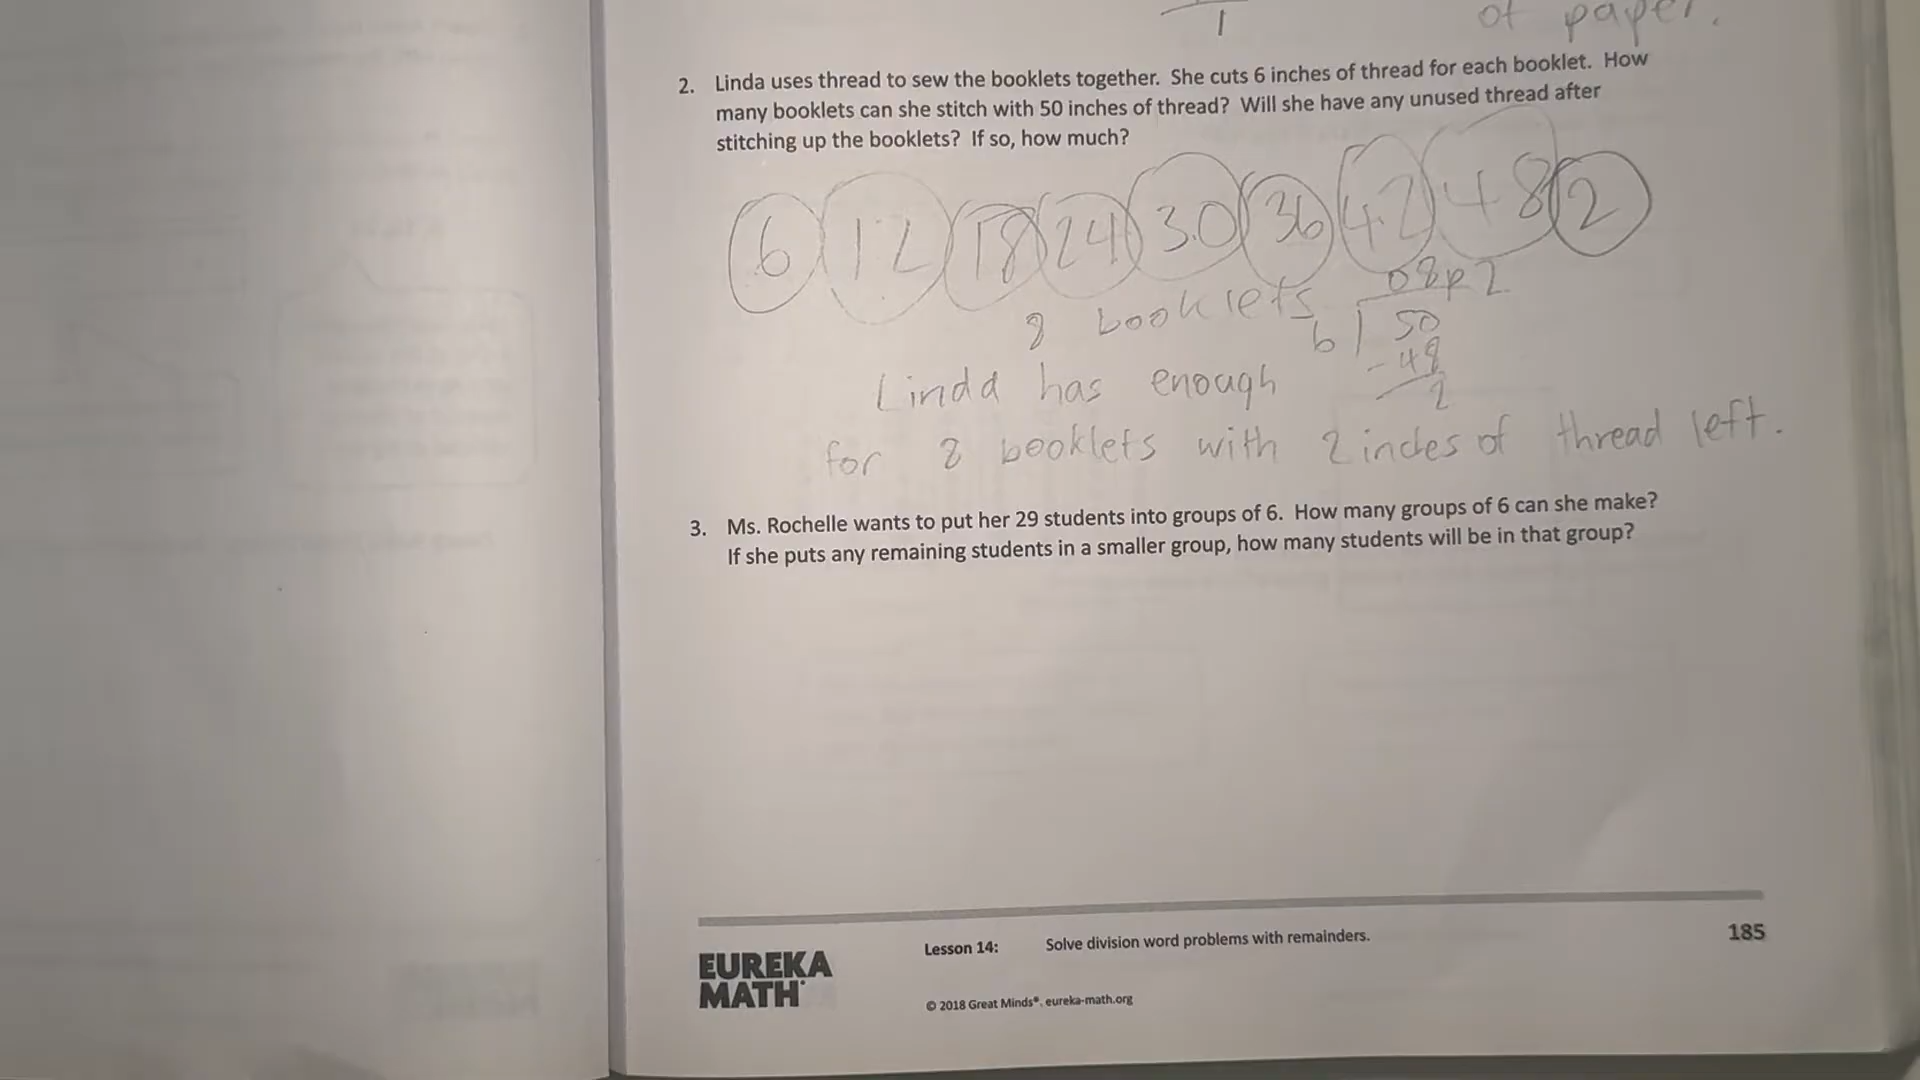 1
of paper.
2. Linda uses thread to sew the booklets together. She cuts 6 inches of thread for each booklet. How
many booklets can she stitch with 50 inches of thread? Will she have any unused thread after
stitching up the booklets? If so, how much?
6 12 18 24 30 36 42 48 2
08R2
8 booklets 6 50
-48
2
Linda has enough
for 8 booklets with 2 inches of thread left.
3. Ms. Rochelle wants to put her 29 students into groups of 6. How many groups of 6 can she make?
If she puts any remaining students in a smaller group, how many students will be in that group?
EUREKA
MATH
Lesson 14: Solve division word problems with remainders.
185
© 2018 Great Minds®. eureka-math.org